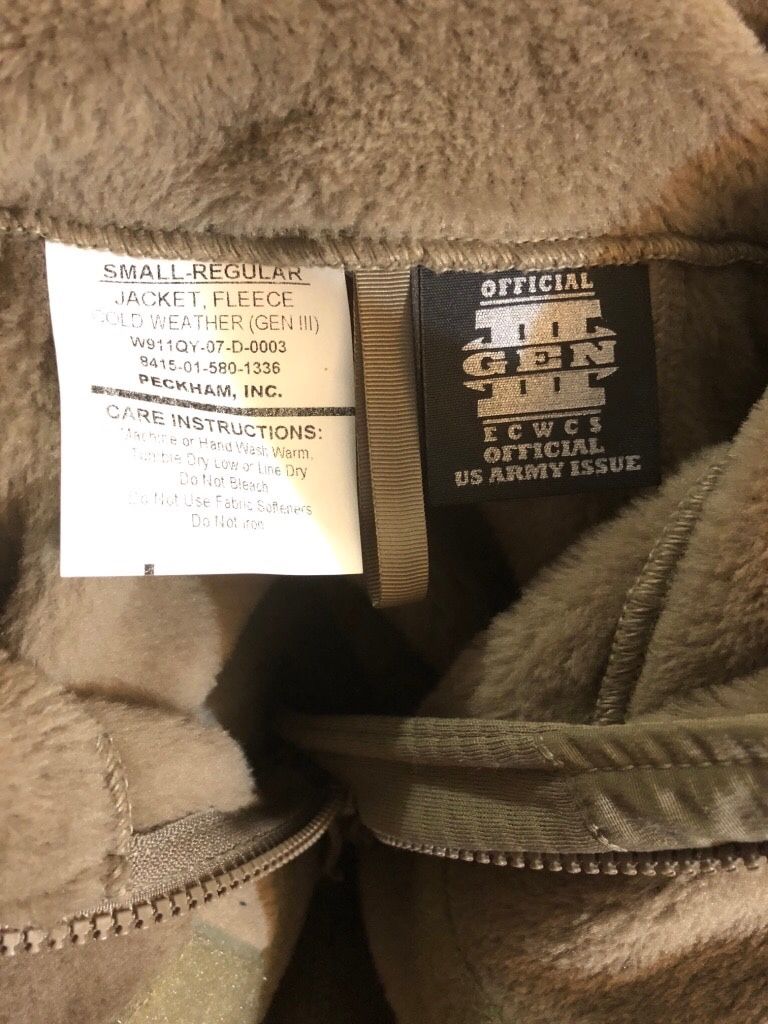 SMALL-REGULAR
JACKET, FLEECE
COLD WEATHER (GEN III)
W911QY-07-D-0003
8415-01-580-1336
PECKHAM, INC.
CARE INSTRUCTIONS:
Machine or Hand Wash Warm.
Tumble Dry Low or Line Dry
Do Not Bleach
Do Not Use Fabric Softeners
Do Not Iron
OFFICIAL
III
GEN
ECWCS
OFFICIAL
US ARMY ISSUE